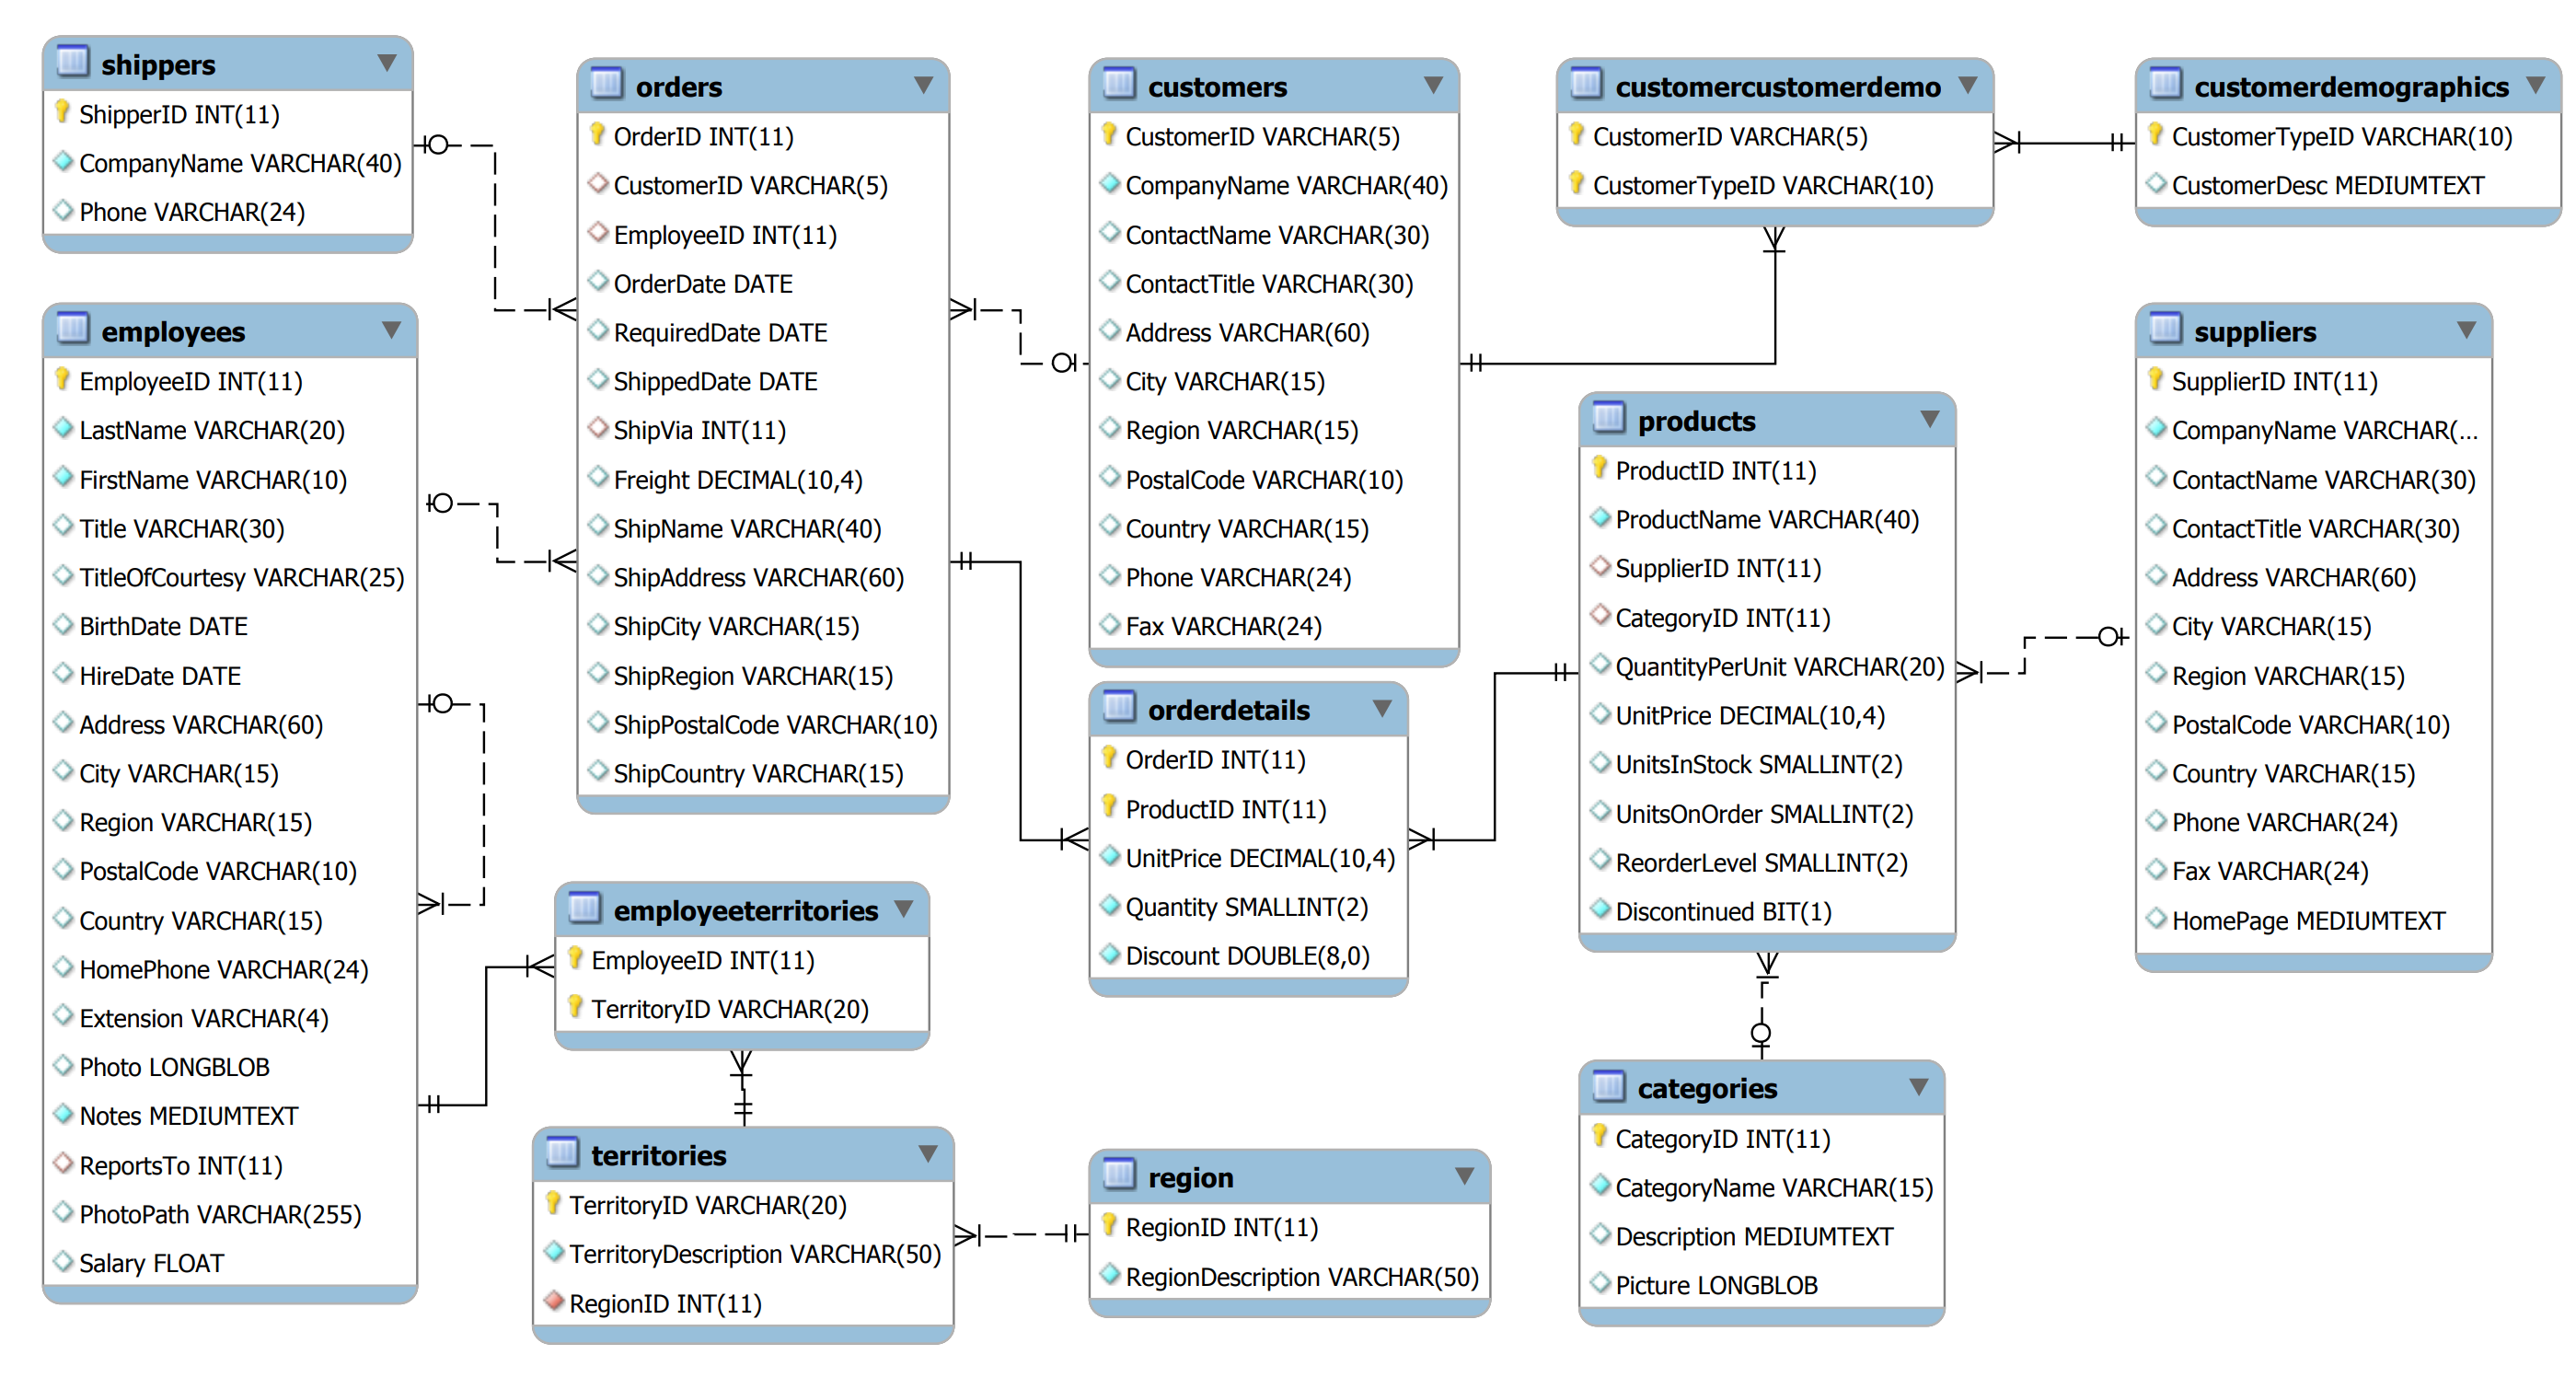 shippers
ShipperID INT(11)
CompanyName VARCHAR(40)
Phone VARCHAR(24)
employees
EmployeeID INT(11)
LastName VARCHAR(20)
FirstName VARCHAR(10)
Title VARCHAR(30)
TitleOfCourtesy VARCHAR(25)
BirthDate DATE
HireDate DATE
Address VARCHAR(60)
City VARCHAR(15)
Region VARCHAR(15)
PostalCode VARCHAR(10)
Country VARCHAR(15)
HomePhone VARCHAR(24)
Extension VARCHAR(4)
Photo LONGBLOB
Notes MEDIUMTEXT
ReportsTo INT(11)
PhotoPath VARCHAR(255)
Salary FLOAT
orders
OrderID INT(11)
CustomerID VARCHAR(5)
EmployeeID INT(11)
OrderDate DATE
RequiredDate DATE
ShippedDate DATE
ShipVia INT(11)
Freight DECIMAL(10,4)
ShipName VARCHAR(40)
ShipAddress VARCHAR(60)
ShipCity VARCHAR(15)
ShipRegion VARCHAR(15)
ShipPostalCode VARCHAR(10)
ShipCountry VARCHAR(15)
employeeterritories
EmployeeID INT(11)
TerritoryID VARCHAR(20)
territories
TerritoryID VARCHAR(20)
TerritoryDescription VARCHAR(50)
RegionID INT(11)
customers
CustomerID VARCHAR(5)
CompanyName VARCHAR(40)
ContactName VARCHAR(30)
ContactTitle VARCHAR(30)
Address VARCHAR(60)
City VARCHAR(15)
Region VARCHAR(15)
PostalCode VARCHAR(10)
Country VARCHAR(15)
Phone VARCHAR(24)
Fax VARCHAR(24)
orderdetails
OrderID INT(11)
ProductID INT(11)
UnitPrice DECIMAL(10,4)
Quantity SMALLINT(2)
Discount DOUBLE(8,0)
region
RegionID INT(11)
RegionDescription VARCHAR(50)
customercustomerdemo
CustomerID VARCHAR(5)
CustomerTypeID VARCHAR(10)
products
ProductID INT(11)
ProductName VARCHAR(40)
SupplierID INT(11)
CategoryID INT(11)
QuantityPerUnit VARCHAR(20)
UnitPrice DECIMAL(10,4)
UnitsInStock SMALLINT(2)
UnitsOnOrder SMALLINT(2)
ReorderLevel SMALLINT(2)
Discontinued BIT(1)
categories
CategoryID INT(11)
CategoryName VARCHAR(15)
Description MEDIUMTEXT
Picture LONGBLOB
customerdemographics
CustomerTypeID VARCHAR(10)
CustomerDesc MEDIUMTEXT
suppliers
SupplierID INT(11)
CompanyName VARCHAR(...
ContactName VARCHAR(30)
ContactTitle VARCHAR(30)
Address VARCHAR(60)
City VARCHAR(15)
Region VARCHAR(15)
PostalCode VARCHAR(10)
Country VARCHAR(15)
Phone VARCHAR(24)
Fax VARCHAR(24)
HomePage MEDIUMTEXT